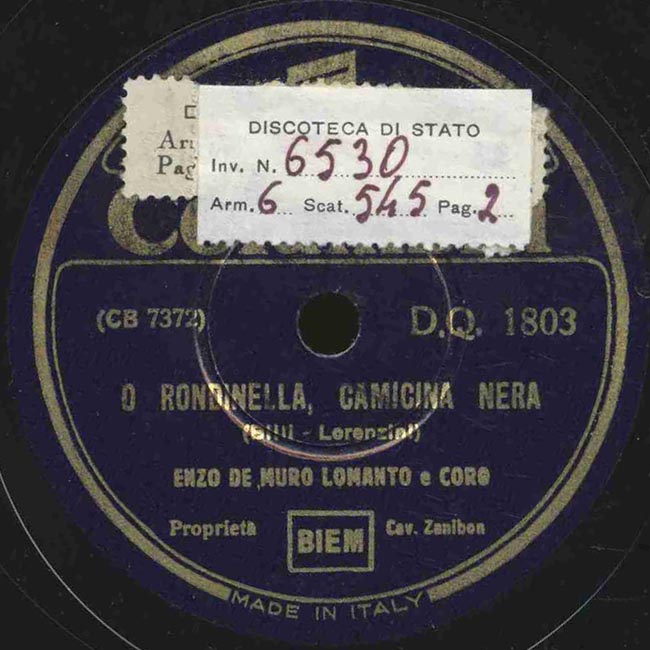 DISCOTECA DI STATO
Inv. N. 6530
Arm. 6 Scat. 545 Pag. 2
(CB 7372)
D.Q. 1803
O RONDINELLA, CAMICINA NERA
(Billi - Lorenzini)
ENZO DE MURO LOMANTO e CORO
Proprietà BIEM Cav. Zanibon
MADE IN ITALY